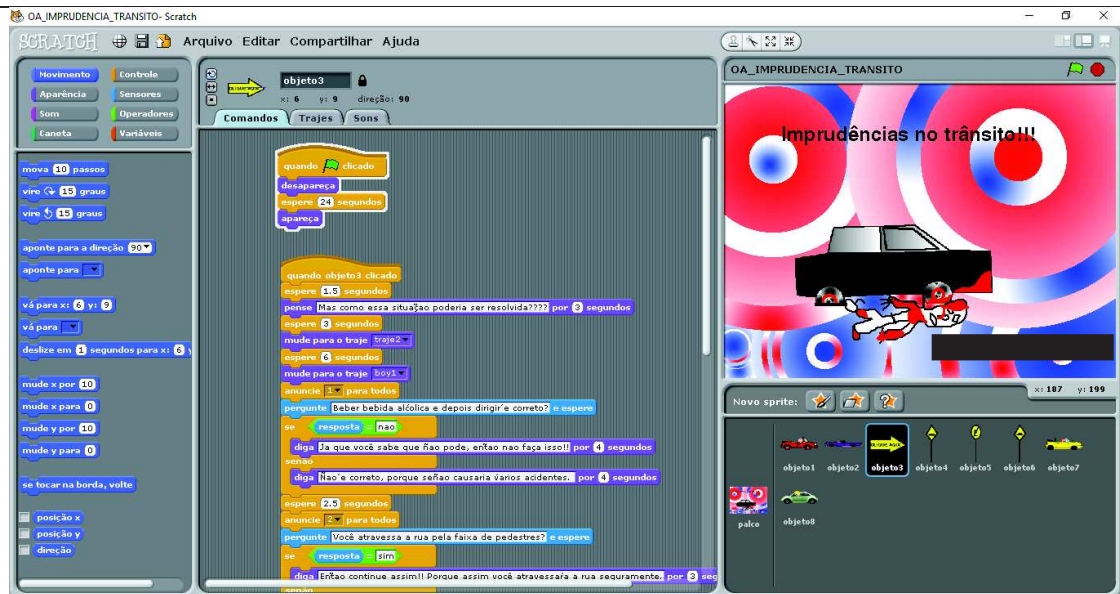 OA_IMPRUDENCIA_TRANSITO- Scratch
SCRATCH Arquivo Editar Compartilhar Ajuda
Movimento Controle
Aparência Sensores
Som Operadores
Caneta Variáveis
mova 10 passos
vire 15 graus
vire 15 graus
aponte para a direção 90
aponte para
vá para x: 6 y: 9
vá para
deslize em 1 segundos para x: 6 y
mude x por 10
mude x para 0
mude y por 10
mude y para 0
se tocar na borda, volte
posição x
posição y
direção
objeto3
x: 6 y: 9 direção: 90
Comandos Trajes Sons
quando clicado
desapareça
espere 24 segundos
apareça
quando objeto3 clicado
espere 1.5 segundos
pense Mas como essa situaçao poderia ser resolvida???? por 3 segundos
espere 3 segundos
mude para o traje traje2
espere 6 segundos
mude para o traje boy1
anuncie 1 para todos
pergunte Beber bebida alćolica e depois dirigiŕe correto? e espere
se resposta = nao
diga Ja que você sabe que ñao pode, enťao nao faça isso!! por 4 segundos
senão
diga Ñao'e correto, porque señao causaria v́arios acidentes. por 4 segundos
espere 2.5 segundos
anuncie 2 para todos
pergunte Você atravessa a rua pela faixa de pedestres? e espere
se resposta = sim
diga Enťao continue assim!! Porque assim você atravessaŕa a rua seguramente. por 3 seg
senão
OA_IMPRUDENCIA_TRANSITO
Imprudências no trânsito!!!
x: 187 y: 199
Novo sprite:
CLIQUE AQUI
objeto1 objeto2 objeto3 objeto4 objeto5 objeto6 objeto7
palco objeto8